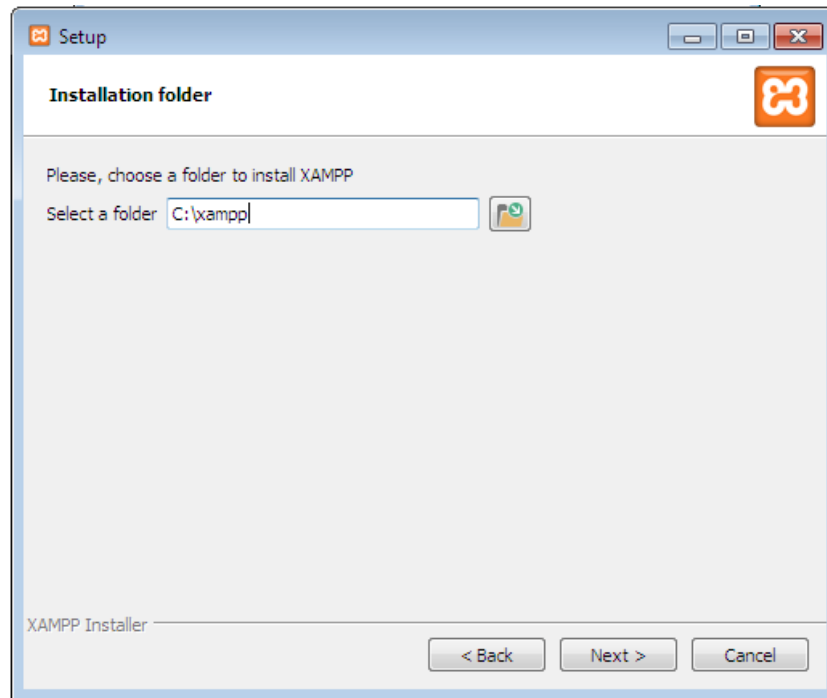 Setup
Installation folder
Please, choose a folder to install XAMPP
Select a folder C:\xampp
XAMPP Installer
< Back Next > Cancel